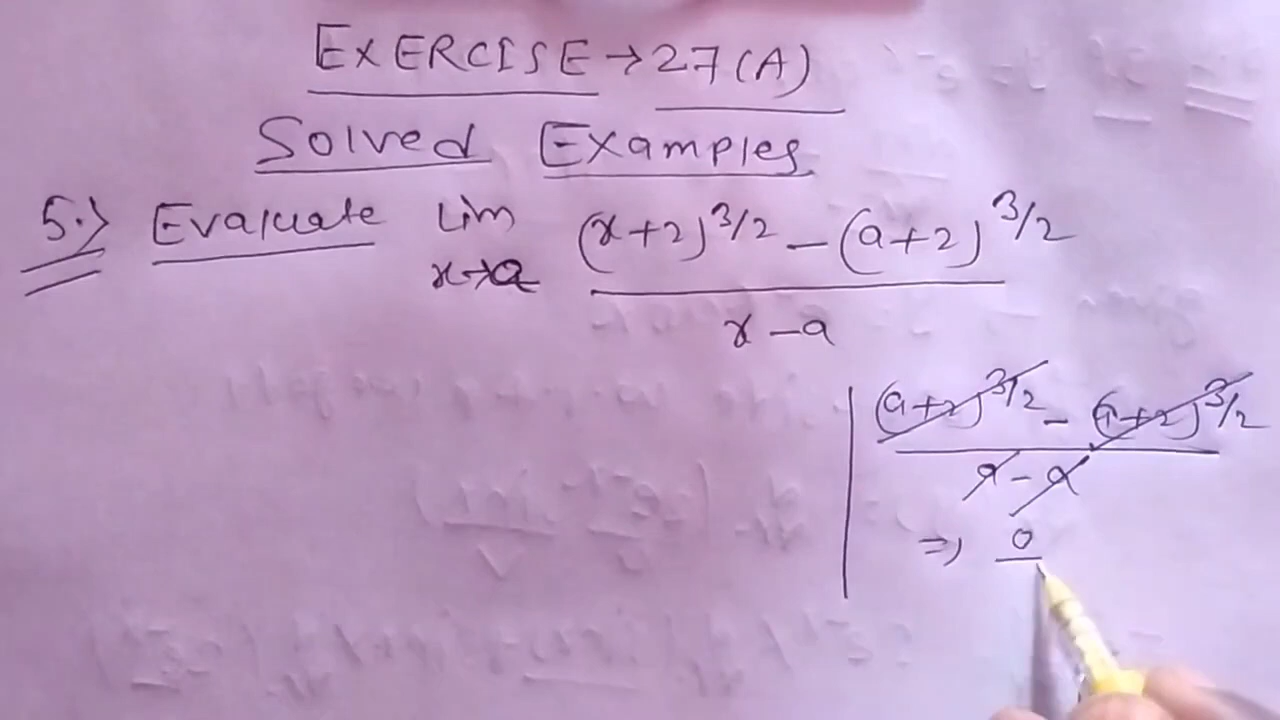 EXERCISE → 27(A)
Solved Examples
5.) Evaluate Lim x→a (x+2)^3/2 - (a+2)^3/2
x - a
(a+2)^3/2 - (a+2)^3/2
a - a
⇒, 0